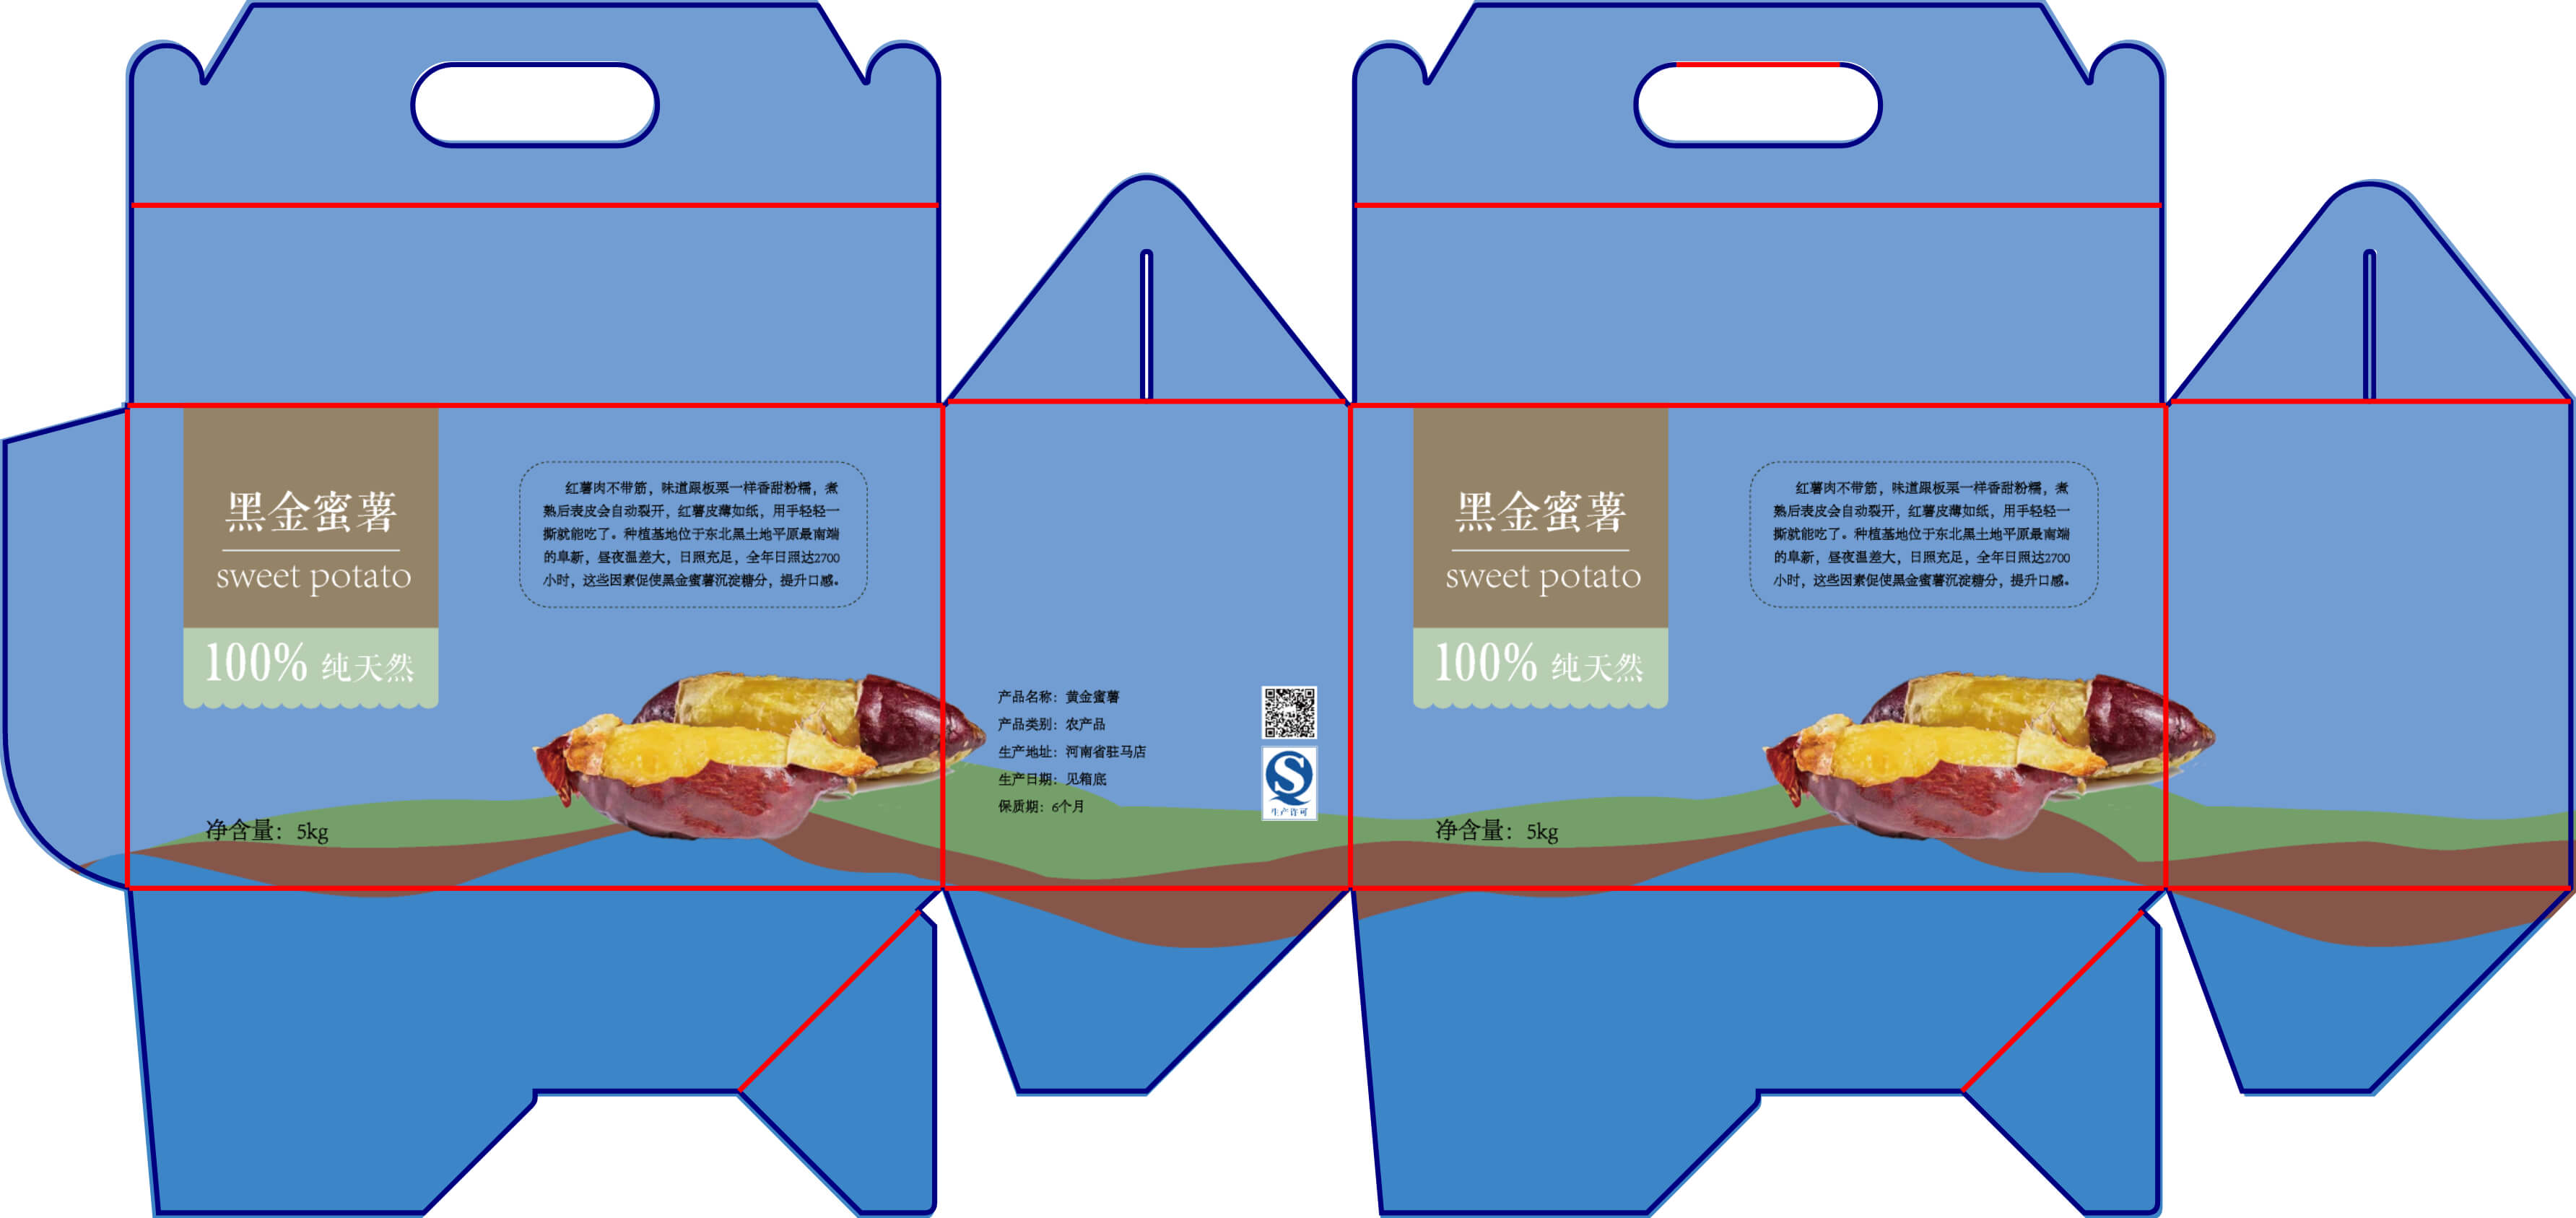 黑金蜜薯
sweet potato
100% 纯天然
红薯肉不带筋，味道跟板栗一样香甜粉糯，煮
熟后表皮会自动裂开，红薯皮薄如纸，用手轻轻一
撕就能吃了。种植基地位于东北黑土地平原最南端
的阜新，昼夜温差大，日照充足，全年日照达2700
小时，这些因素促使黑金蜜薯沉淀糖分，提升口感。
净含量：5kg
产品名称：黄金蜜薯
产品类别：农产品
生产地址：河南省驻马店
生产日期：见箱底
保质期：6个月
生产许可
黑金蜜薯
sweet potato
100% 纯天然
红薯肉不带筋，味道跟板栗一样香甜粉糯，煮
熟后表皮会自动裂开，红薯皮薄如纸，用手轻轻一
撕就能吃了。种植基地位于东北黑土地平原最南端
的阜新，昼夜温差大，日照充足，全年日照达2700
小时，这些因素促使黑金蜜薯沉淀糖分，提升口感。
净含量：5kg